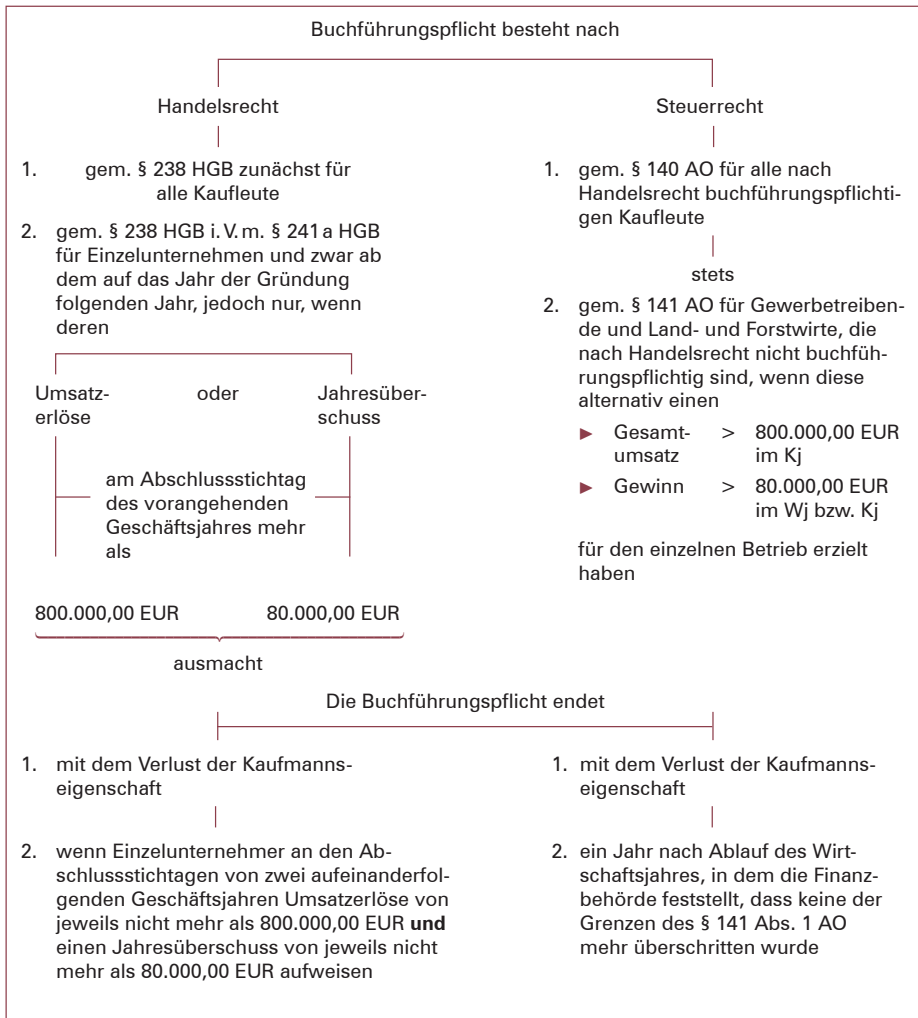 Buchführungspflicht besteht nach
Handelsrecht
1. gem. § 238 HGB zunächst für
alle Kaufleute
2. gem. § 238 HGB i. V. m. § 241 a HGB
für Einzelunternehmen und zwar ab
dem auf das Jahr der Gründung
folgenden Jahr, jedoch nur, wenn
deren
Umsatz- oder Jahresüber-
erlöse schuss
am Abschlussstichtag
des vorangehenden
Geschäftsjahres mehr
als
800.000,00 EUR 80.000,00 EUR
ausmacht
Steuerrecht
1. gem. § 140 AO für alle nach
Handelsrecht buchführungspflichti-
gen Kaufleute
stets
2. gem. § 141 AO für Gewerbetreiben-
de und Land- und Forstwirte, die
nach Handelsrecht nicht buchfüh-
rungspflichtig sind, wenn diese
alternativ einen
► Gesamt- > 800.000,00 EUR
umsatz im Kj
► Gewinn > 80.000,00 EUR
im Wj bzw. Kj
für den einzelnen Betrieb erzielt
haben
Die Buchführungspflicht endet
1. mit dem Verlust der Kaufmanns-
eigenschaft
2. wenn Einzelunternehmer an den Ab-
schlussstichtagen von zwei aufeinanderfol-
genden Geschäftsjahren Umsatzerlöse von
jeweils nicht mehr als 800.000,00 EUR und
einen Jahresüberschuss von jeweils nicht
mehr als 80.000,00 EUR aufweisen
1. mit dem Verlust der Kaufmanns-
eigenschaft
2. ein Jahr nach Ablauf des Wirt-
schaftsjahres, in dem die Finanz-
behörde feststellt, dass keine der
Grenzen des § 141 Abs. 1 AO
mehr überschritten wurde